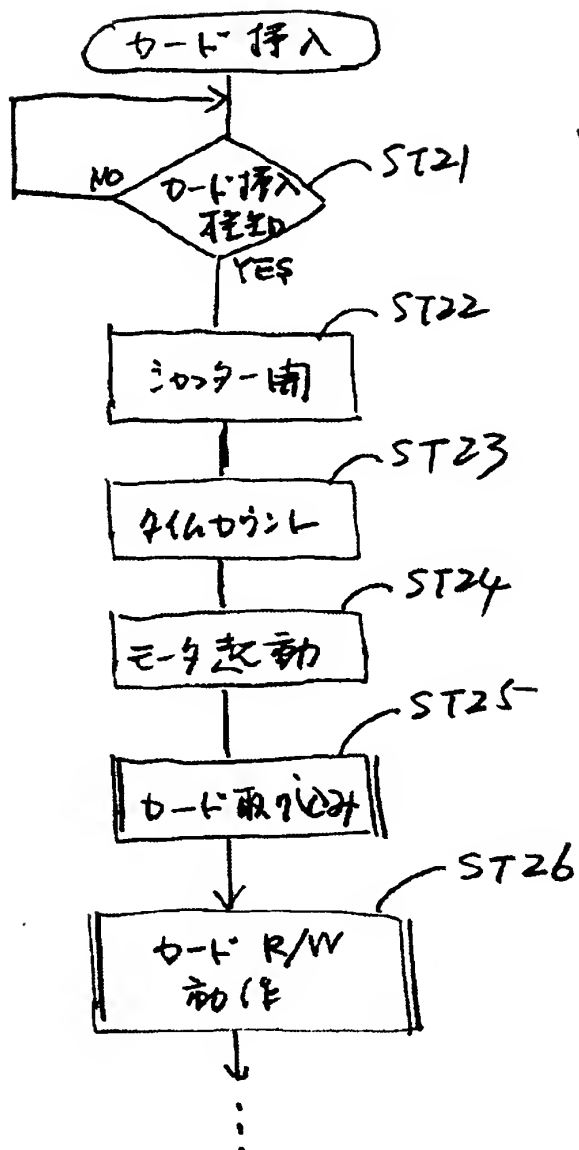 カード挿入
NO
カード挿入
検知
ST21
YES
ST22
シャッター開
ST23
タイムカウント
ST24
モータ起動
ST25
カード取り込み
ST26
カード R/W
動作